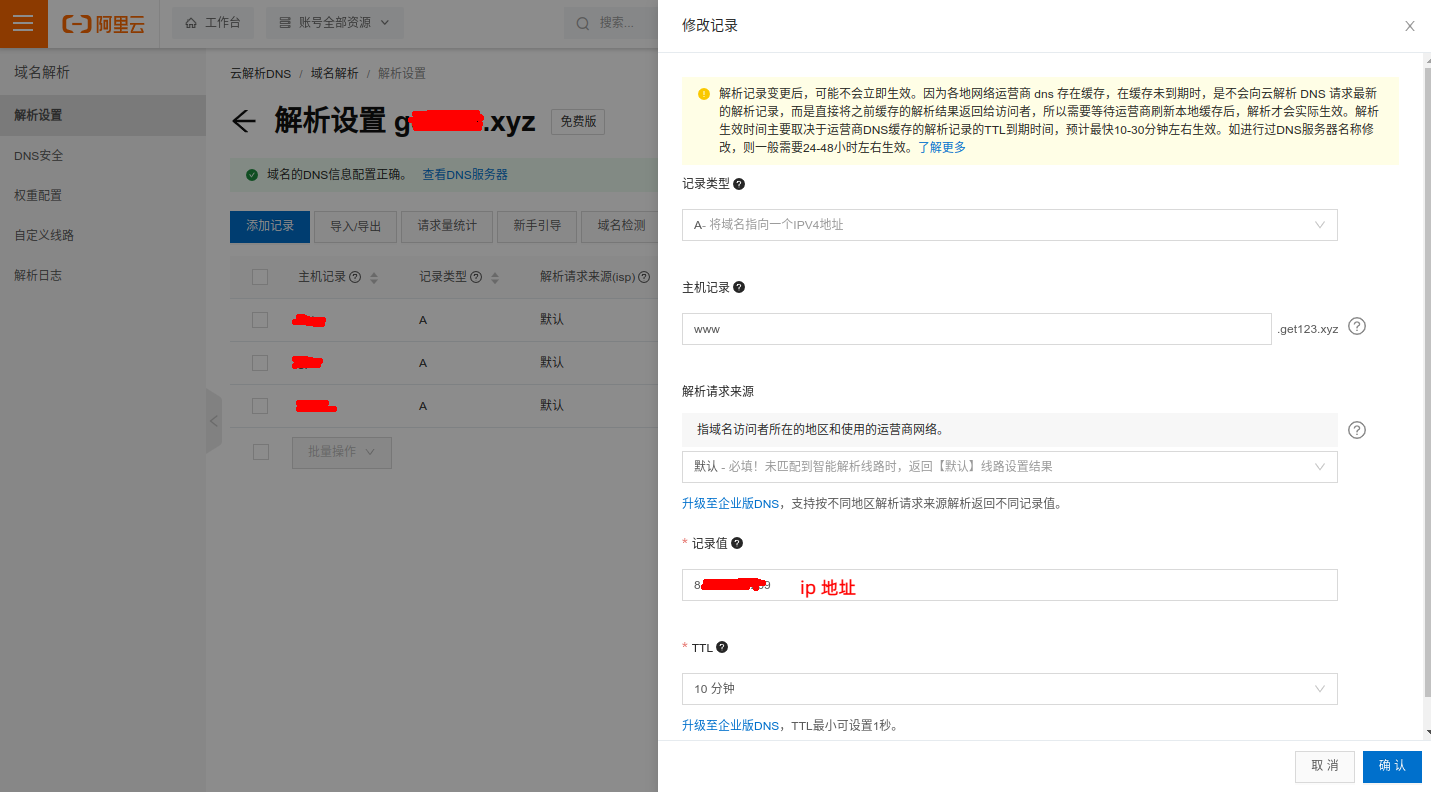 阿里云
工作台
账号全部资源
搜索...
域名解析
解析设置
DNS安全
权重配置
自定义线路
解析日志
云解析DNS / 域名解析 / 解析设置
解析设置 g .xyz 免费版
域名的DNS信息配置正确。 查看DNS服务器
添加记录 导入/导出 请求量统计 新手引导 域名检测
主机记录 记录类型 解析请求来源(isp)
A 默认
A 默认
A 默认
批量操作
修改记录
解析记录变更后，可能不会立即生效。因为各地网络运营商 dns 存在缓存，在缓存未到期时，是不会向云解析 DNS 请求最新
的解析记录，而是直接将之前缓存的解析结果返回给访问者，所以需要等待运营商刷新本地缓存后，解析才会实际生效。解析
生效时间主要取决于运营商DNS缓存的解析记录的TTL到期时间，预计最快10-30分钟左右生效。如进行过DNS服务器名称修
改，则一般需要24-48小时左右生效。了解更多
记录类型
A- 将域名指向一个IPV4地址
主机记录
www .get123.xyz
解析请求来源
指域名访问者所在的地区和使用的运营商网络。
默认 - 必填！未匹配到智能解析线路时，返回【默认】线路设置结果
升级至企业版DNS，支持按不同地区解析请求来源解析返回不同记录值。
* 记录值
8 9 ip 地址
* TTL
10 分钟
升级至企业版DNS，TTL最小可设置1秒。
取 消 确 认